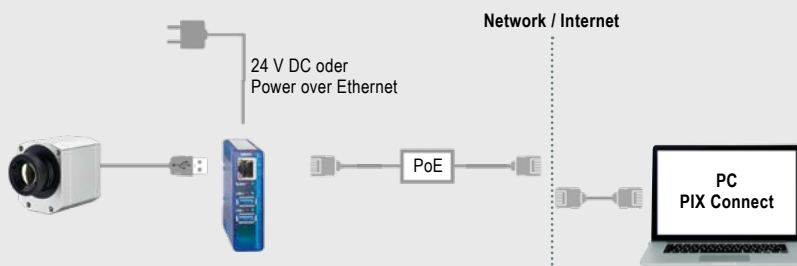 Network / Internet
24 V DC oder
Power over Ethernet
PoE
PC
PIX Connect